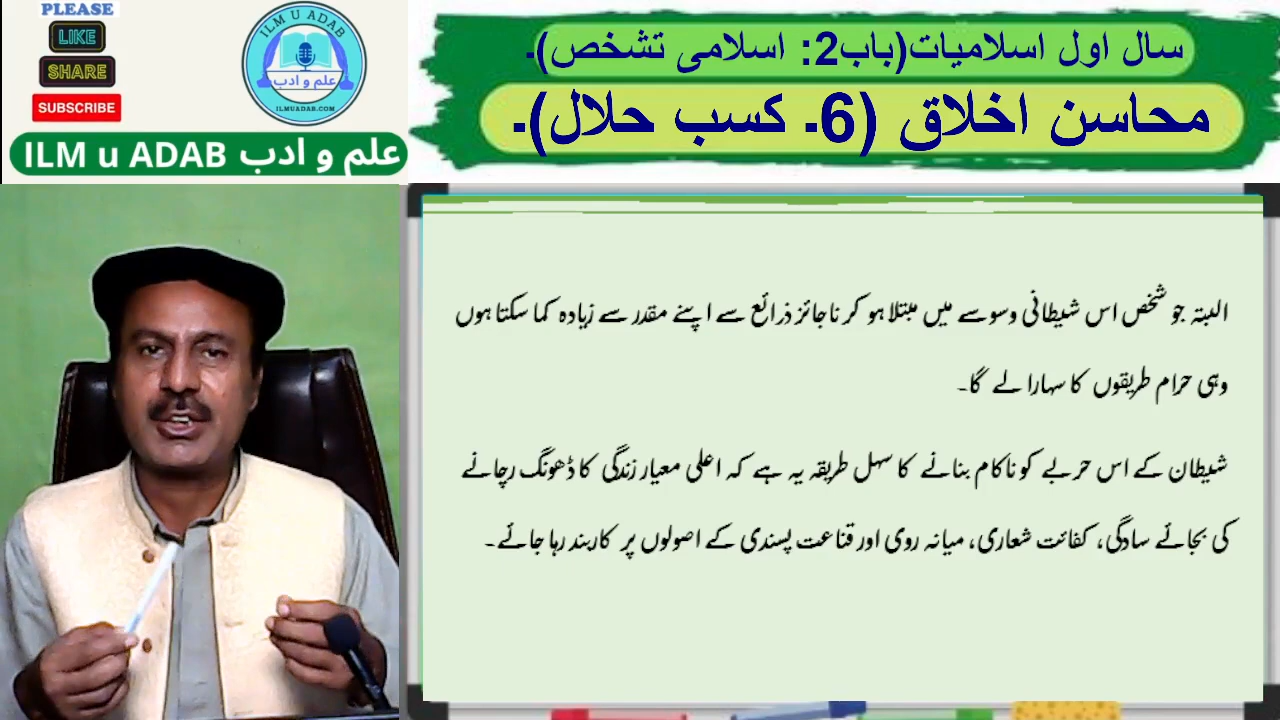 PLEASE
LIKE
SHARE
SUBSCRIBE
ILM U ADAB
علم و ادب
ILMUADAB.COM
ILM u ADAB علم و ادب
سال اول اسلامیات(باب2: اسلامی تشخص)۔
محاسن اخلاق (6۔ کسب حلال)۔
البتہ جو شخص اس شیطانی وسوسے میں مبتلا ہو کر ناجائز ذرائع سے اپنے مقدر سے زیادہ کما سکتا ہوں
وہی حرام طریقوں کا سہارا لے گا۔
شیطان کے اس حربے کو ناکام بنانے کا سہل طریقہ یہ ہے کہ اعلی معیار زندگی کا ڈھونگ رچانے
کی بجائے سادگی، کفائت شعاری، میانہ روی اور قناعت پسندی کے اصولوں پر کاربند رہا جائے۔